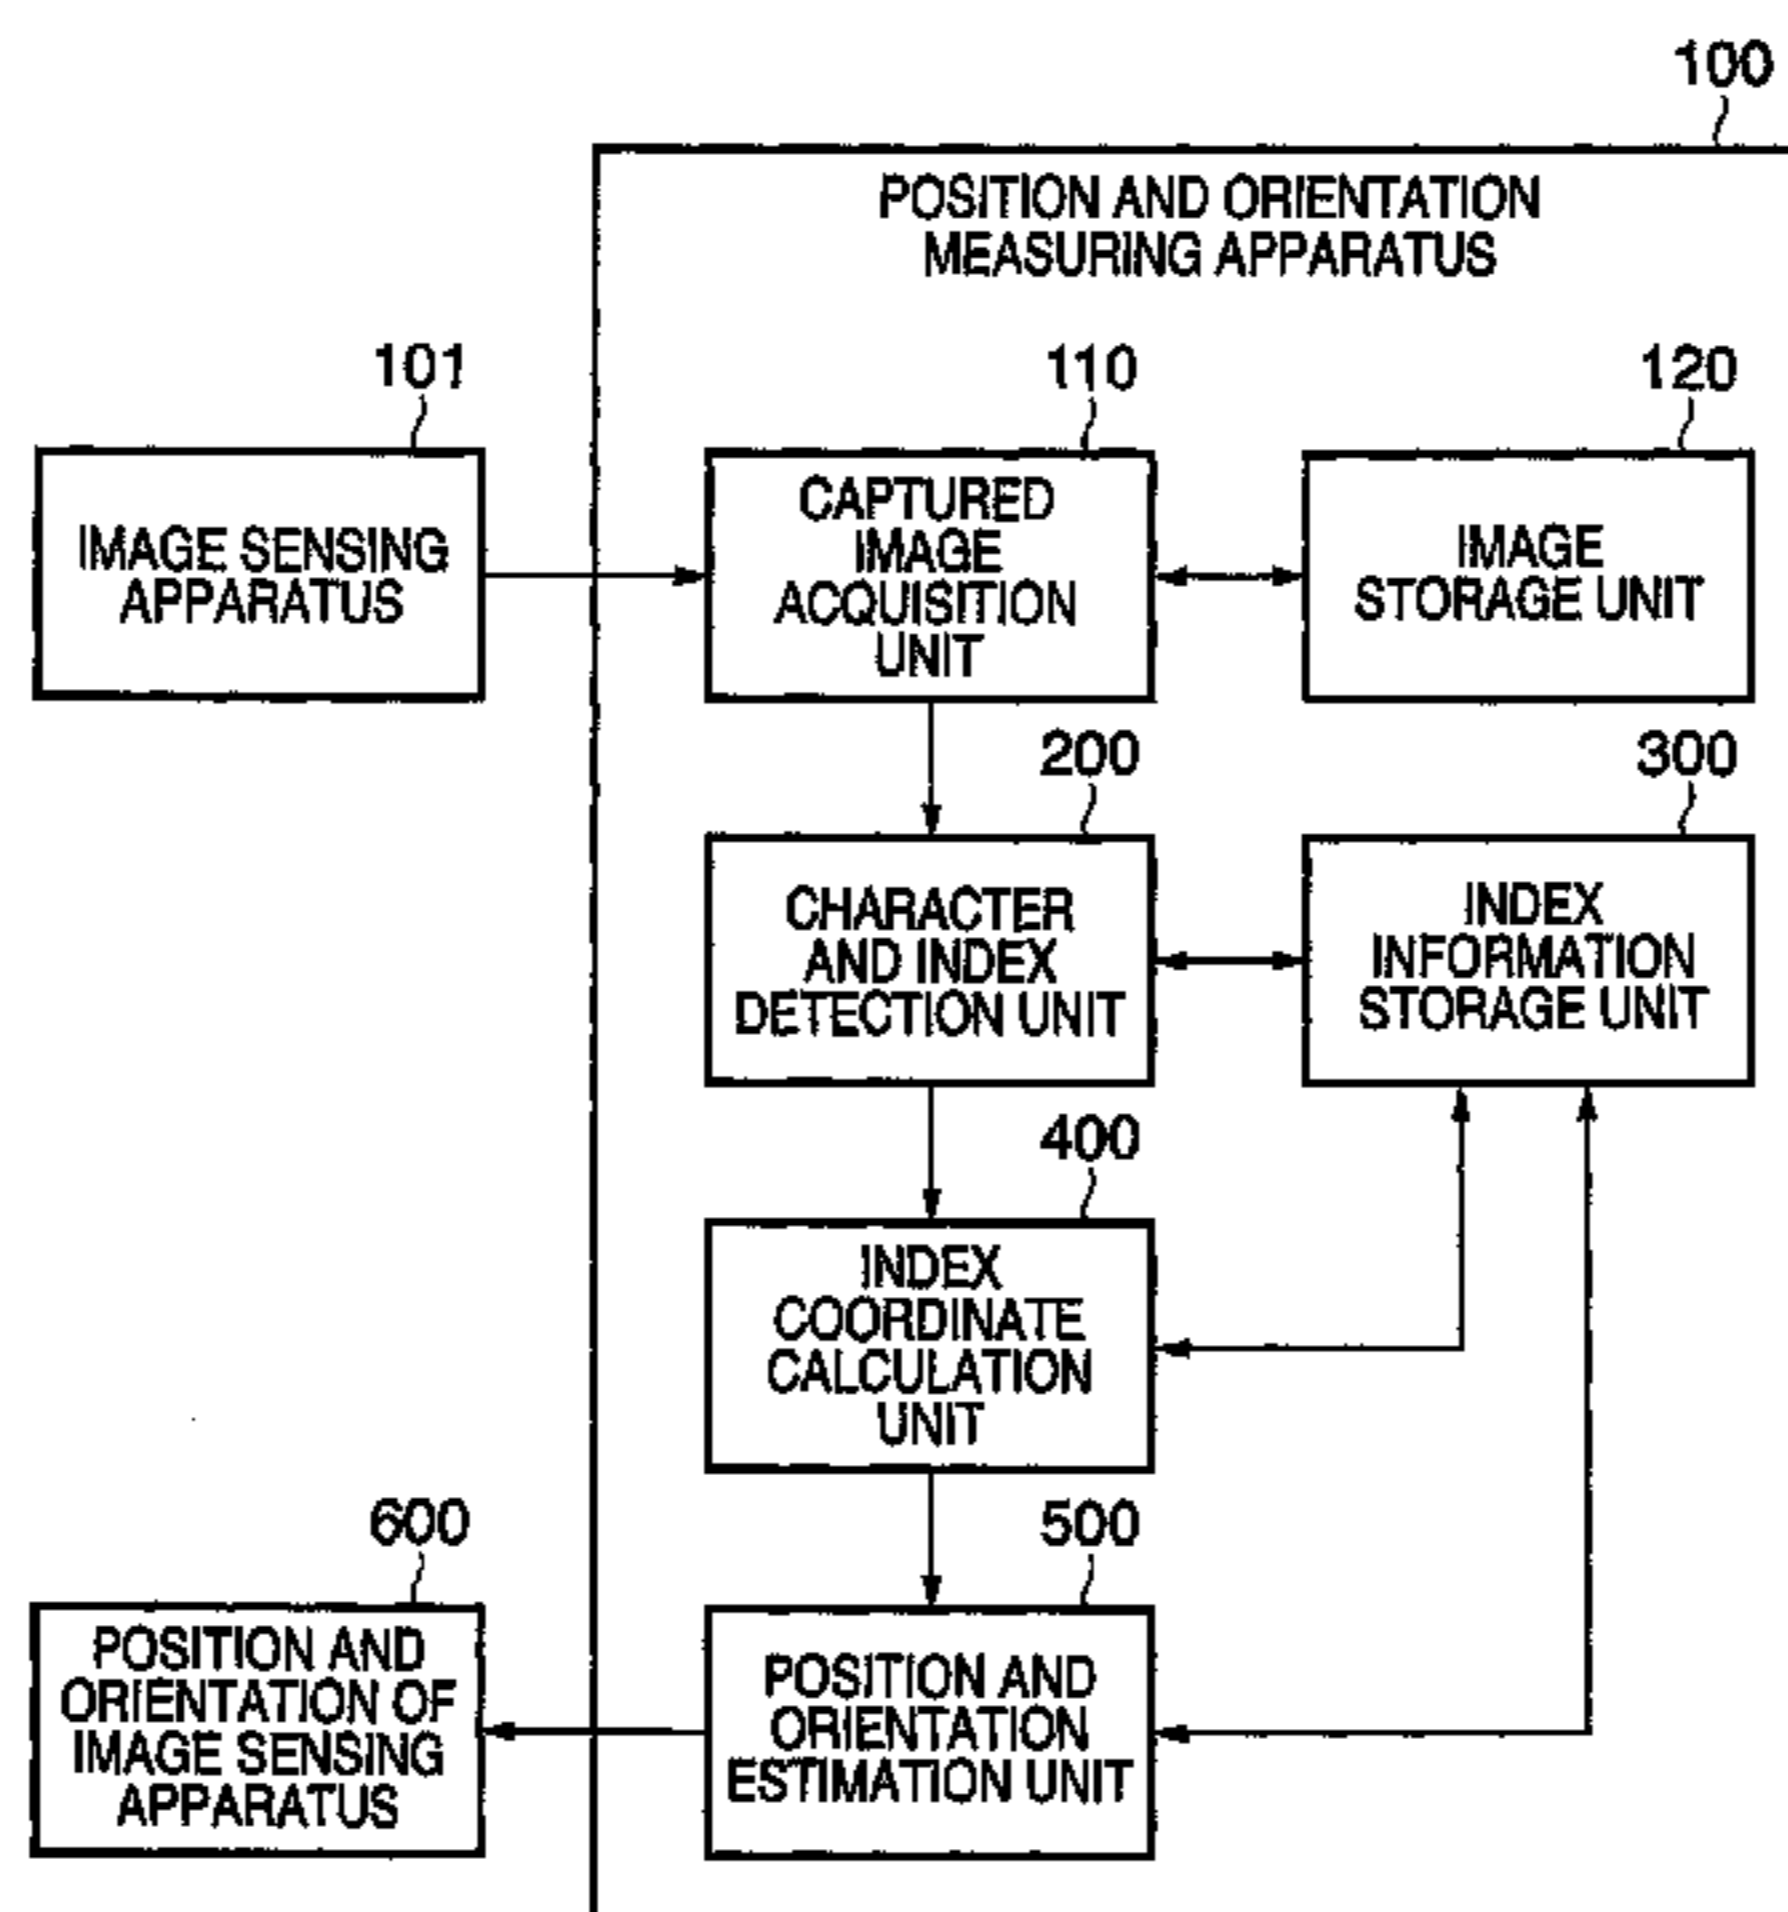 100
POSITION AND ORIENTATION
MEASURING APPARATUS
101
110
120
IMAGE SENSING
APPARATUS
CAPTURED
IMAGE
ACQUISITION
UNIT
IMAGE
STORAGE UNIT
200
300
CHARACTER
AND INDEX
DETECTION UNIT
INDEX
INFORMATION
STORAGE UNIT
400
INDEX
COORDINATE
CALCULATION
UNIT
600
500
POSITION AND
ORIENTATION OF
IMAGE SENSING
APPARATUS
POSITION AND
ORIENTATION
ESTIMATION UNIT